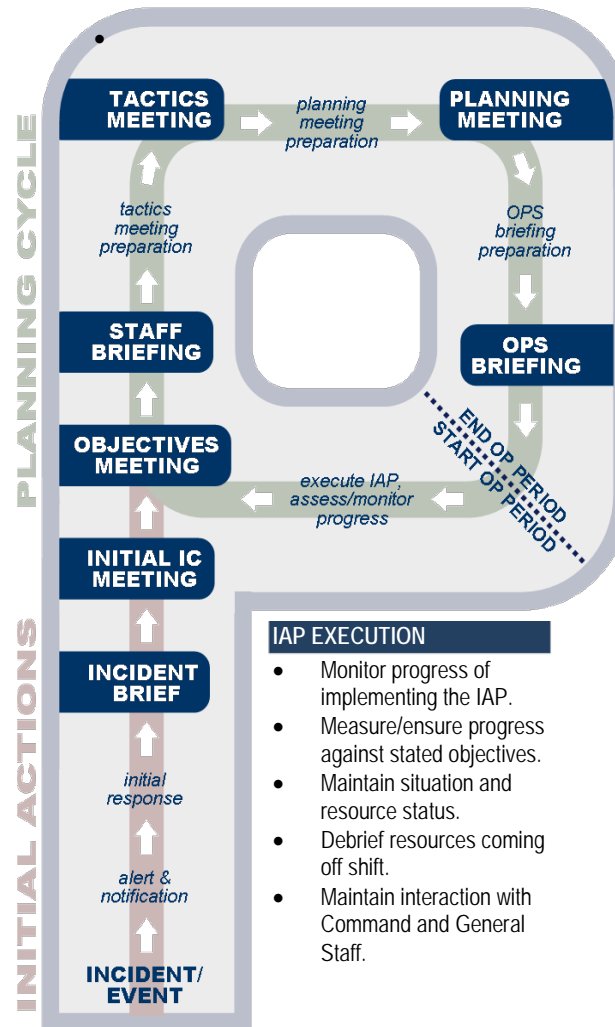 TACTICS
MEETING
planning
meeting
preparation
PLANNING
MEETING
tactics
meeting
preparation
OPS
briefing
preparation
PLANNING CYCLE
STAFF
BRIEFING
OPS
BRIEFING
OBJECTIVES
MEETING
END OP PERIOD
START OP PERIOD
execute IAP,
assess/monitor
progress
INITIAL IC
MEETING
INITIAL ACTIONS
INCIDENT
BRIEF
initial
response
alert &
notification
INCIDENT/
EVENT
IAP EXECUTION
• Monitor progress of
implementing the IAP.
• Measure/ensure progress
against stated objectives.
• Maintain situation and
resource status.
• Debrief resources coming
off shift.
• Maintain interaction with
Command and General
Staff.